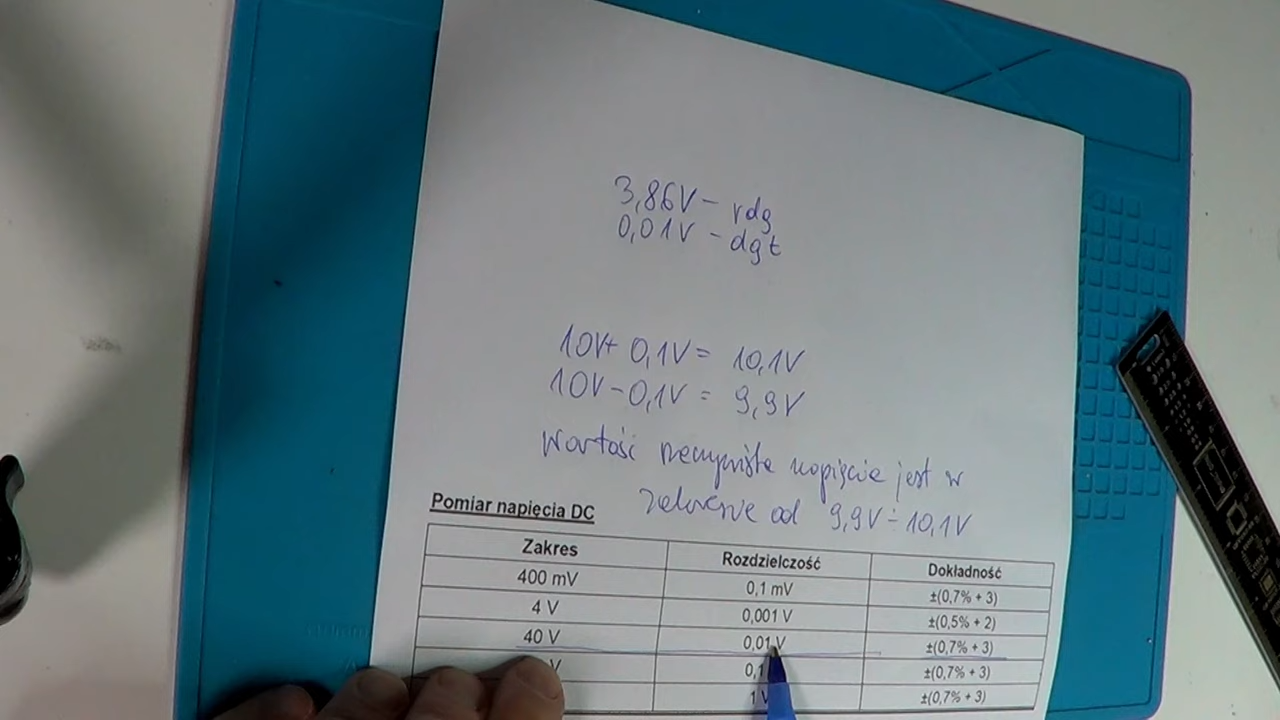 3,86V – rdg
0,01V – dgt
10V + 0,1V = 10,1V
10V – 0,1V = 9,9V
Wartość rzeczywista napięcie jest w
zakresie od 9,9V ÷ 10,1V
Pomiar napięcia DC
Zakres Rozdzielczość Dokładność
400 mV 0,1 mV ±(0,7% + 3)
4 V 0,001 V ±(0,5% + 2)
40 V 0,01 V ±(0,7% + 3)
V 0,1 ±(0,7% + 3)
1 V ±(0,7% + 3)